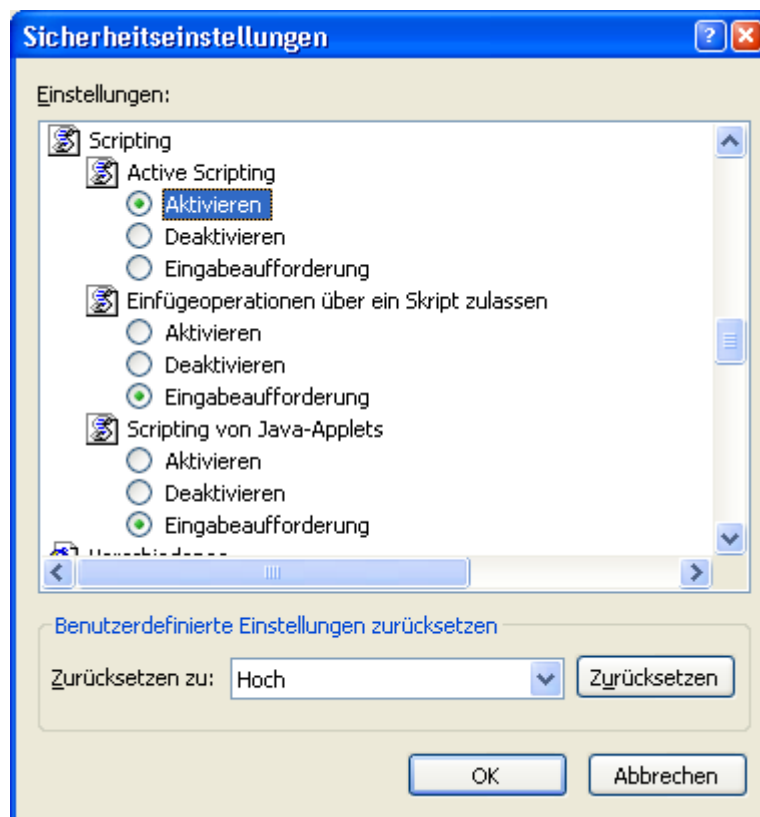 Sicherheitseinstellungen
Einstellungen:
Scripting
Active Scripting
Aktivieren
Deaktivieren
Eingabeaufforderung
Einfügeoperationen über ein Skript zulassen
Aktivieren
Deaktivieren
Eingabeaufforderung
Scripting von Java-Applets
Aktivieren
Deaktivieren
Eingabeaufforderung
Benutzerdefinierte Einstellungen zurücksetzen
Zurücksetzen zu: Hoch Zurücksetzen
OK Abbrechen